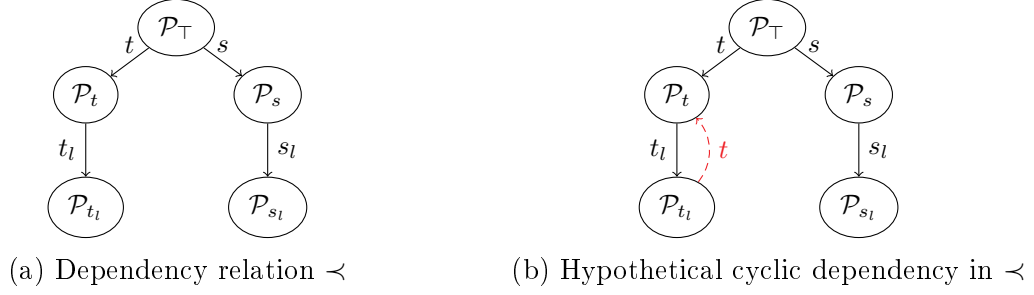 𝒫⊤ 𝒫⊤
t s t s
𝒫t 𝒫s 𝒫t 𝒫s
tl sl tl t sl
𝒫tl 𝒫sl 𝒫tl 𝒫sl
(a) Dependency relation ≺
(b) Hypothetical cyclic dependency in ≺